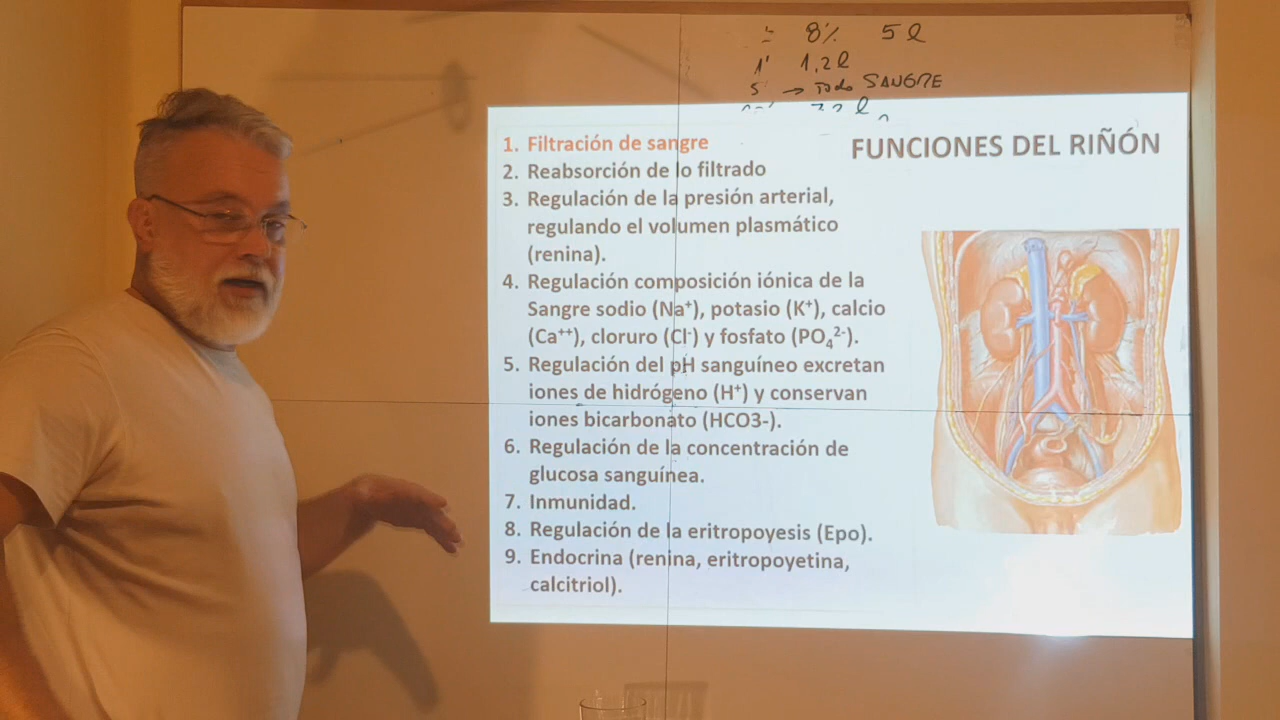 8% 5 l
1' 1,2 l
5' → Todo SANGRE
FUNCIONES DEL RIÑÓN
1. Filtración de sangre
2. Reabsorción de lo filtrado
3. Regulación de la presión arterial,
regulando el volumen plasmático
(renina).
4. Regulación composición iónica de la
Sangre sodio (Na⁺), potasio (K⁺), calcio
(Ca⁺⁺), cloruro (Cl⁻) y fosfato (PO₄²⁻).
5. Regulación del pH sanguíneo excretan
iones de hidrógeno (H⁺) y conservan
iones bicarbonato (HCO3-).
6. Regulación de la concentración de
glucosa sanguínea.
7. Inmunidad.
8. Regulación de la eritropoyesis (Epo).
9. Endocrina (renina, eritropoyetina,
calcitriol).